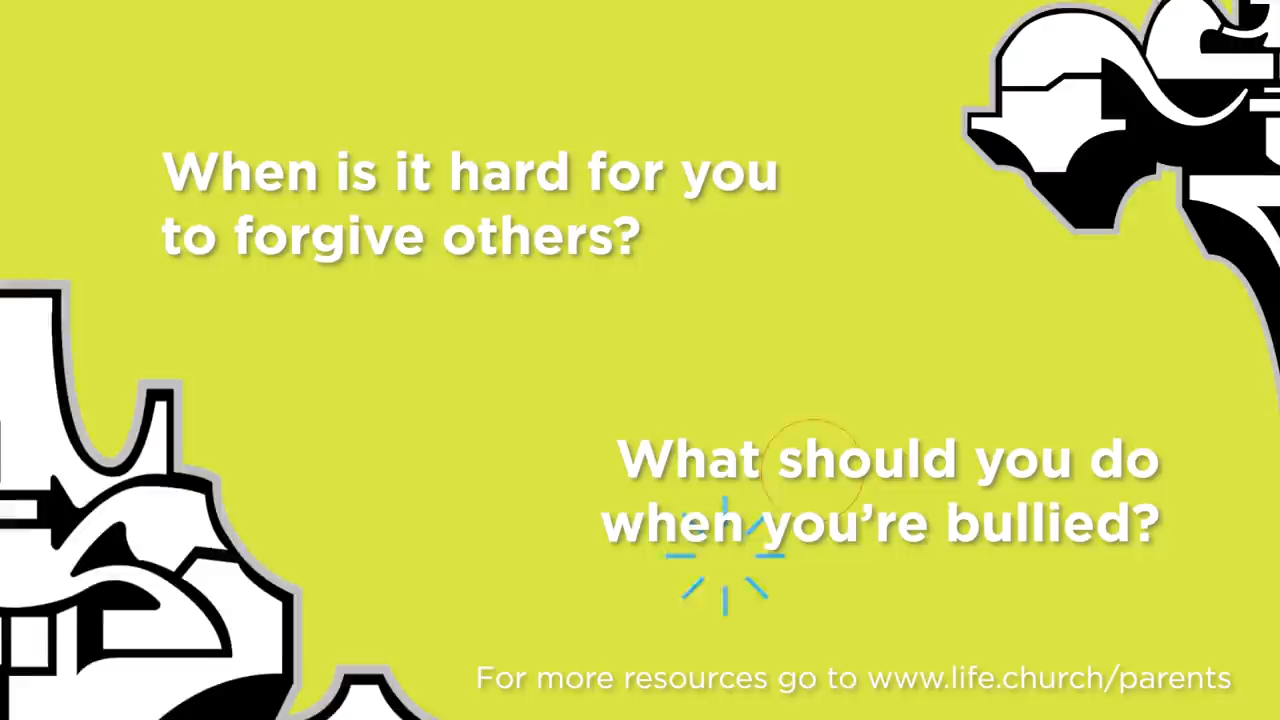 When is it hard for you
to forgive others?
What should you do
when you're bullied?
For more resources go to www.life.church/parents